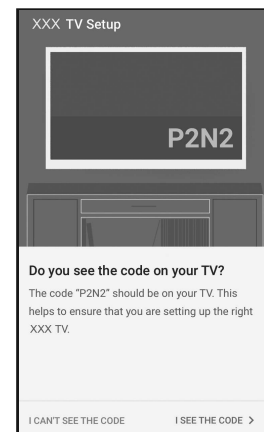 XXX TV Setup
P2N2
Do you see the code on your TV?
The code “P2N2” should be on your TV. This
helps to ensure that you are setting up the right
XXX TV.
I CAN'T SEE THE CODE
I SEE THE CODE >